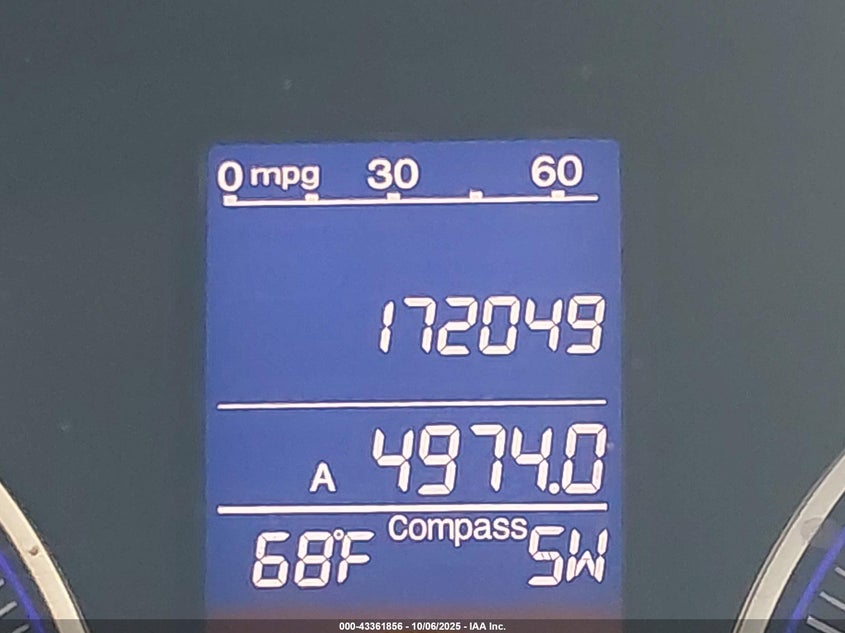 0 mpg 30 60
172049
A 4974.0
68°F Compass SW
000-43361856 - 10/06/2025 - IAA Inc.